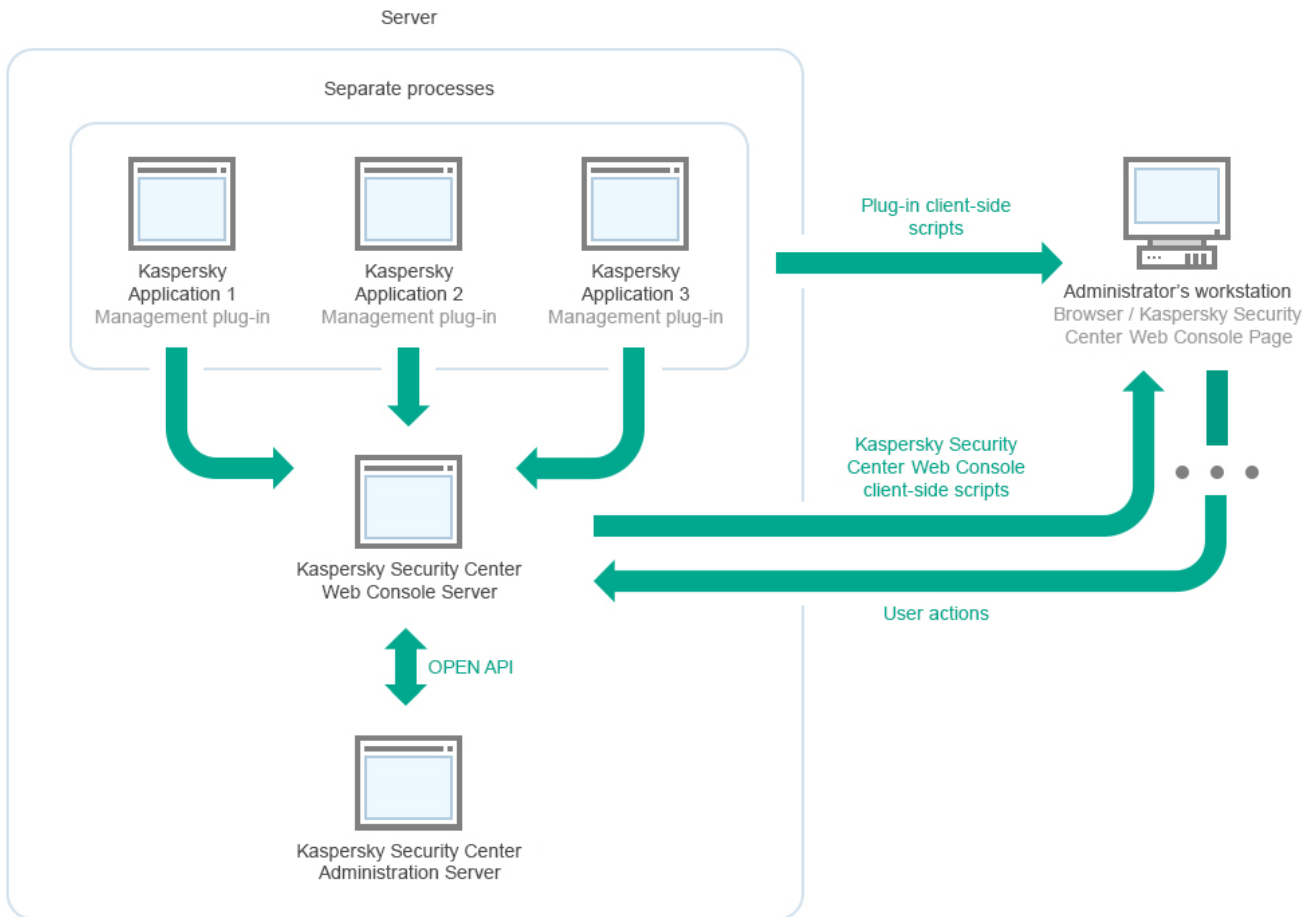 Server
Separate processes
Kaspersky
Application 1
Management plug-in
Kaspersky
Application 2
Management plug-in
Kaspersky
Application 3
Management plug-in
Plug-in client-side
scripts
Administrator's workstation
Browser / Kaspersky Security
Center Web Console Page
Kaspersky Security
Center Web Console
client-side scripts
Kaspersky Security Center
Web Console Server
User actions
OPEN API
Kaspersky Security Center
Administration Server